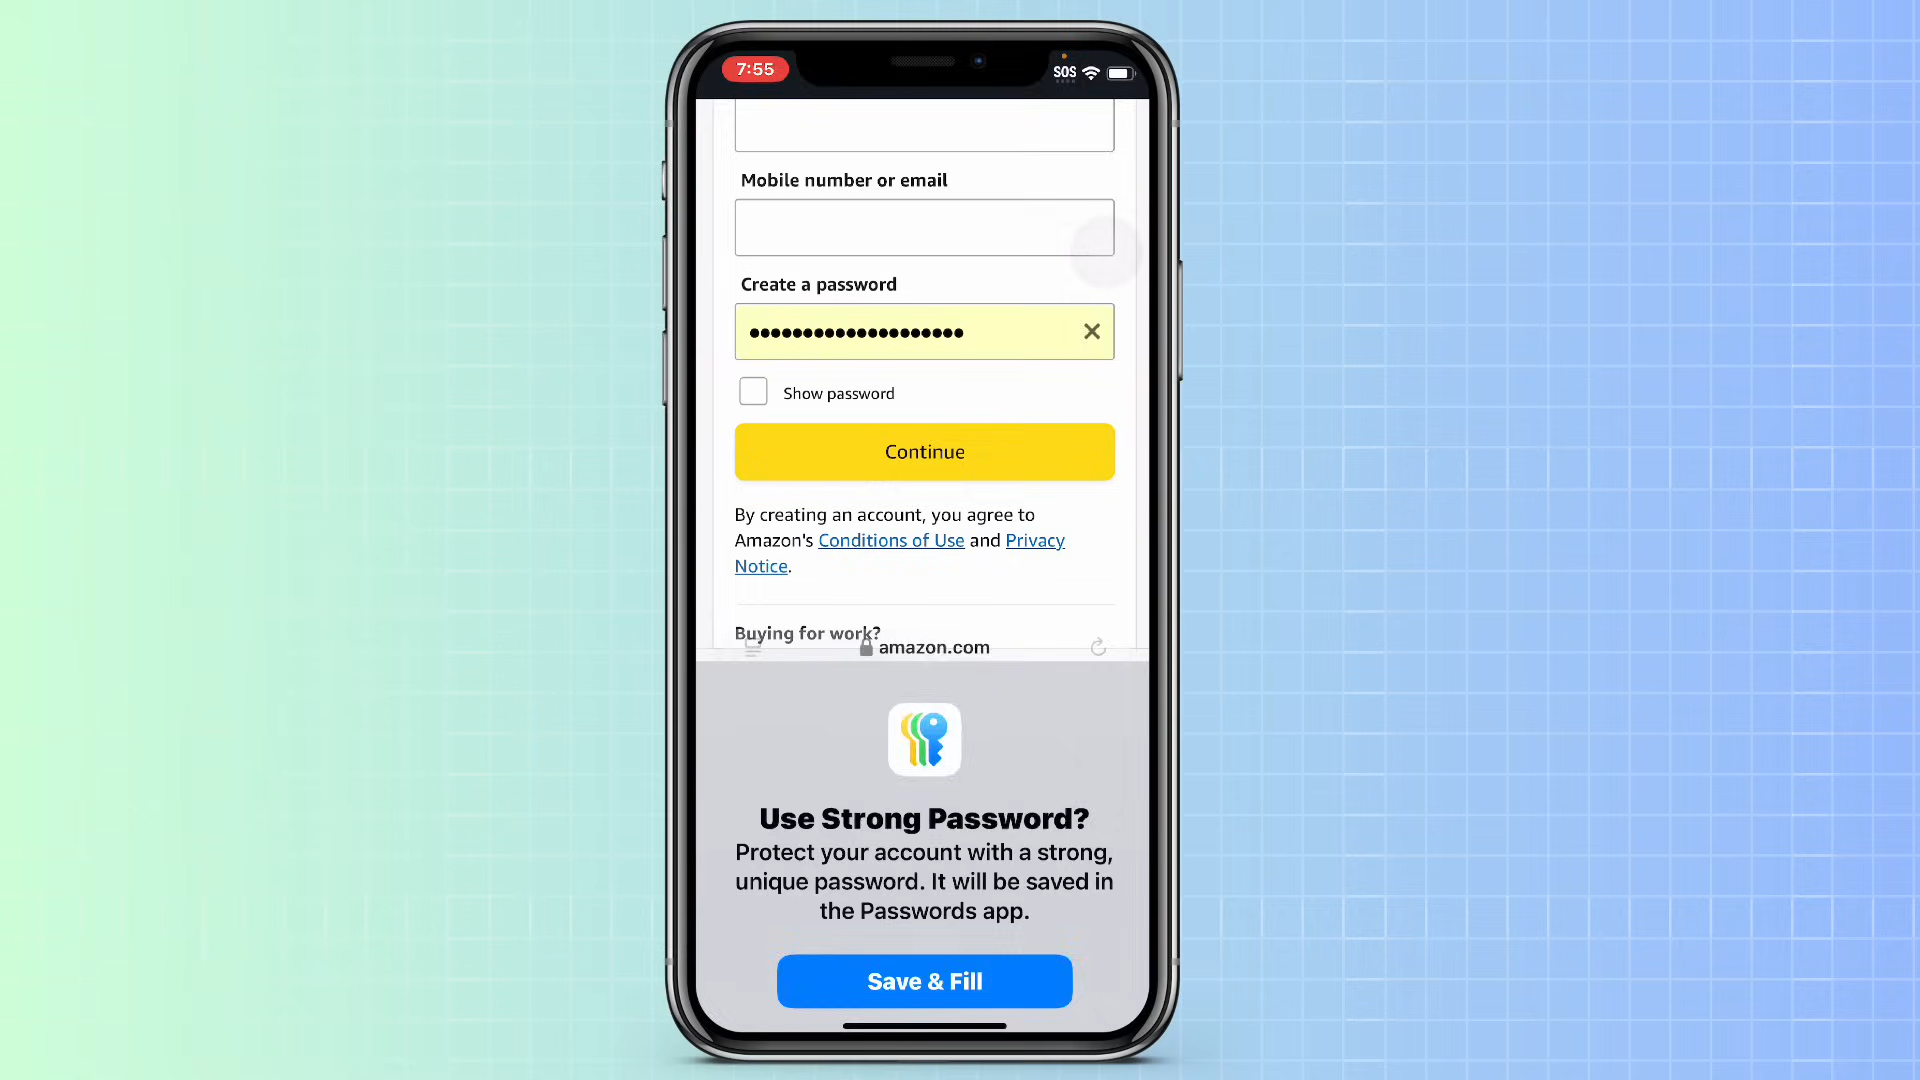 7:55
SOS
Mobile number or email
Create a password
••••••••••••••••••••
Show password
Continue
By creating an account, you agree to
Amazon's Conditions of Use and Privacy
Notice.
Buying for work?
amazon.com
Use Strong Password?
Protect your account with a strong,
unique password. It will be saved in
the Passwords app.
Save & Fill